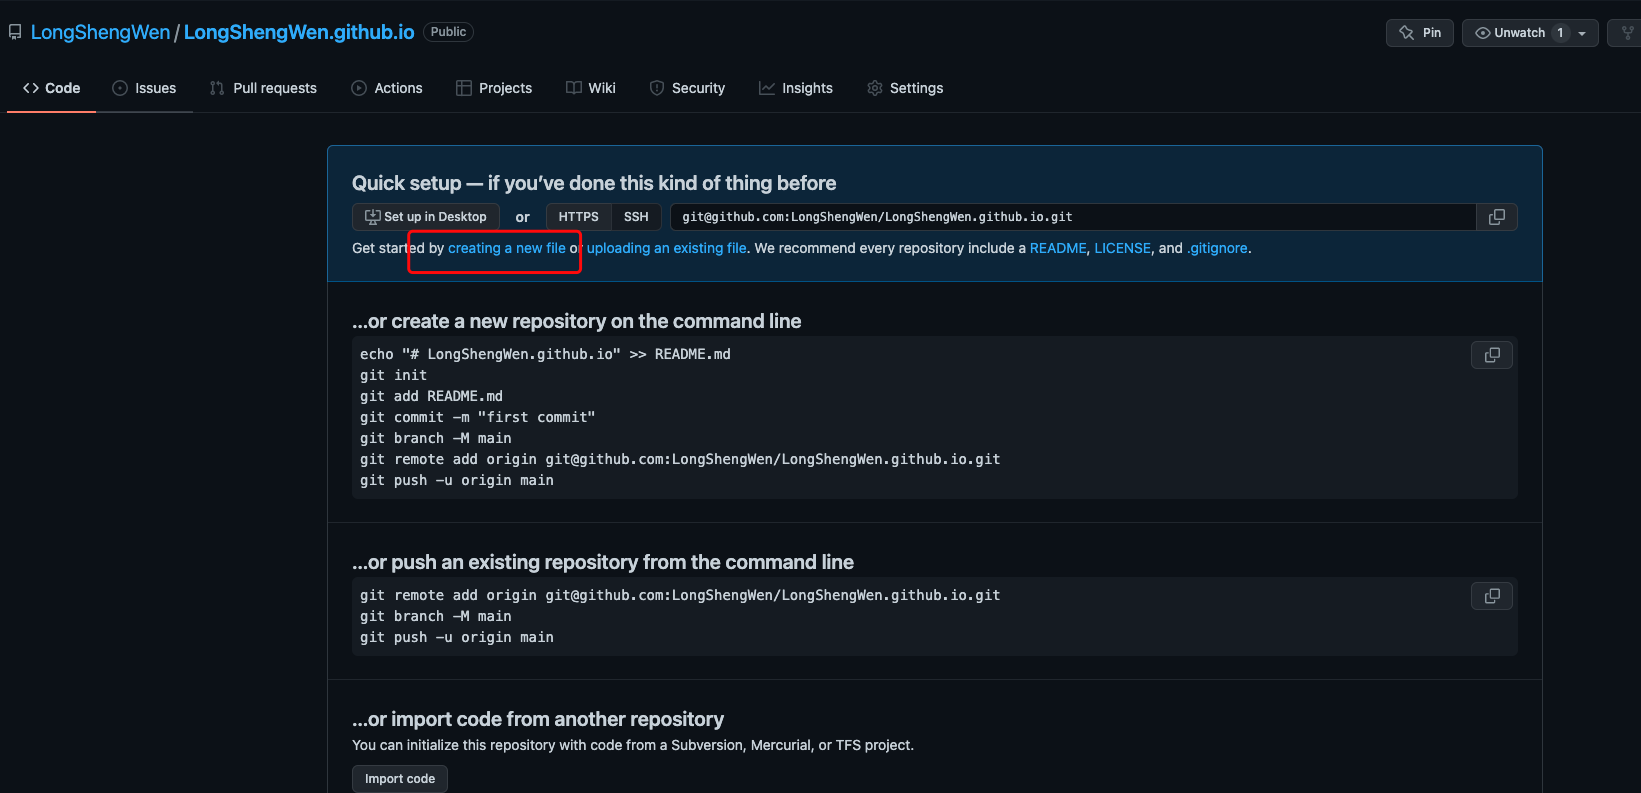 LongShengWen / LongShengWen.github.io Public
Pin Unwatch 1
Code Issues Pull requests Actions Projects Wiki Security Insights Settings
Quick setup — if you’ve done this kind of thing before
Set up in Desktop or HTTPS SSH git@github.com:LongShengWen/LongShengWen.github.io.git
Get started by creating a new file or uploading an existing file. We recommend every repository include a README, LICENSE, and .gitignore.
…or create a new repository on the command line
echo "# LongShengWen.github.io" >> README.md
git init
git add README.md
git commit -m "first commit"
git branch -M main
git remote add origin git@github.com:LongShengWen/LongShengWen.github.io.git
git push -u origin main
…or push an existing repository from the command line
git remote add origin git@github.com:LongShengWen/LongShengWen.github.io.git
git branch -M main
git push -u origin main
…or import code from another repository
You can initialize this repository with code from a Subversion, Mercurial, or TFS project.
Import code